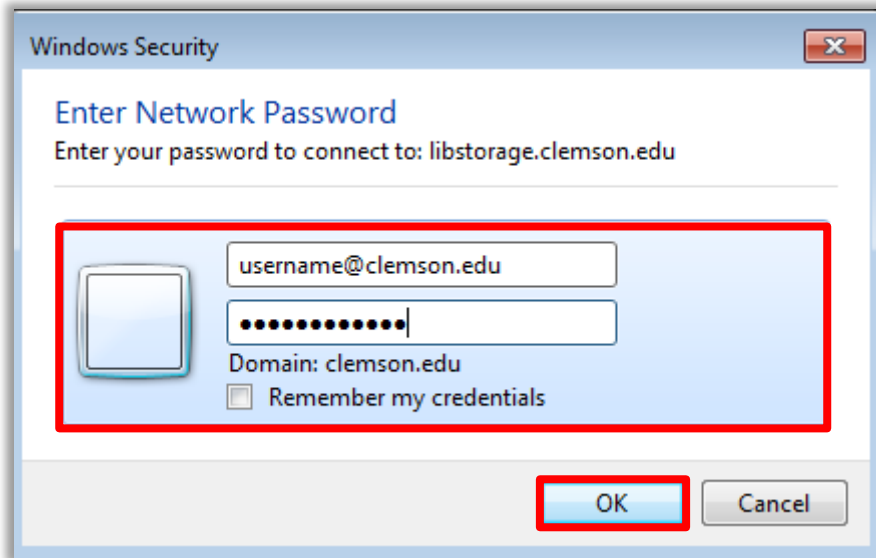 Windows Security
Enter Network Password
Enter your password to connect to: libstorage.clemson.edu
username@clemson.edu
●●●●●●●●●●●●
Domain: clemson.edu
Remember my credentials
OK
Cancel